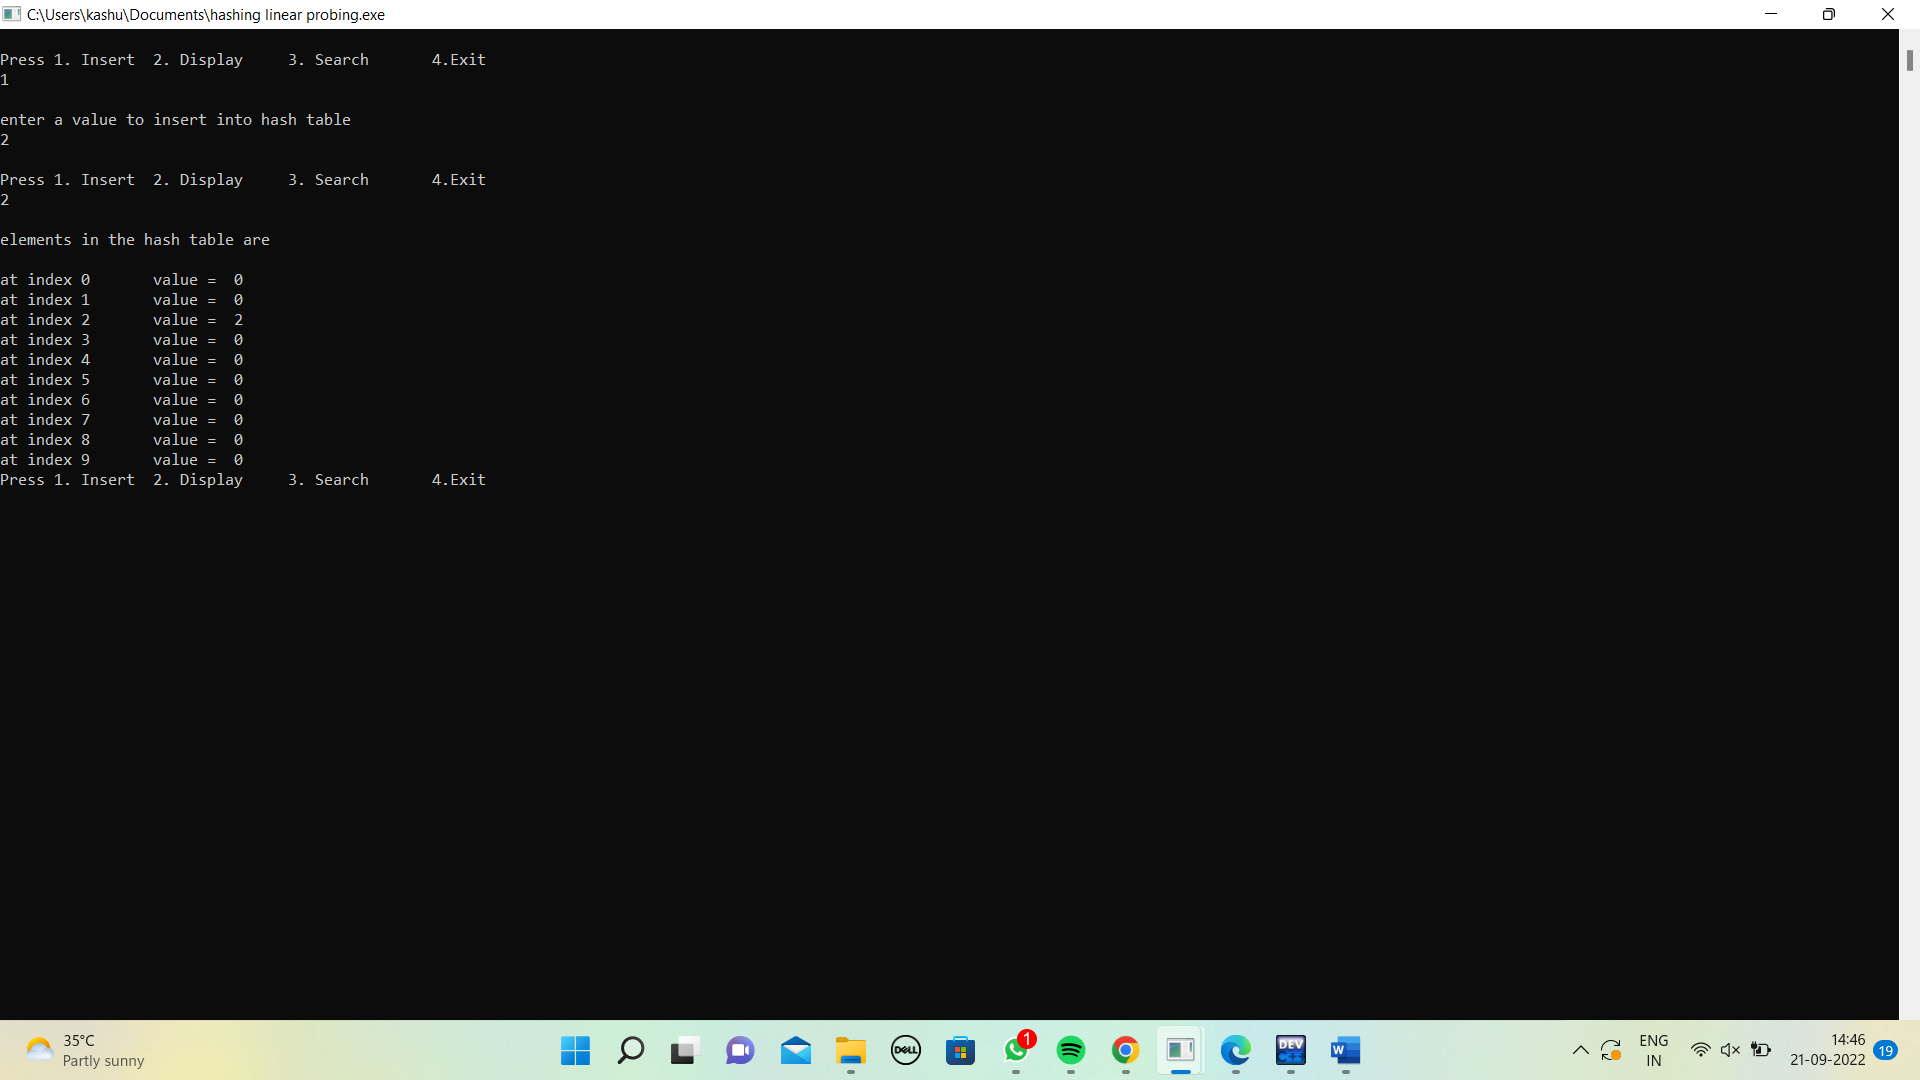 C:\Users\kashu\Documents\hashing linear probing.exe
Press 1. Insert  2. Display     3. Search       4.Exit
1
enter a value to insert into hash table
2
Press 1. Insert  2. Display     3. Search       4.Exit
2
elements in the hash table are
at index 0       value =  0
at index 1       value =  0
at index 2       value =  2
at index 3       value =  0
at index 4       value =  0
at index 5       value =  0
at index 6       value =  0
at index 7       value =  0
at index 8       value =  0
at index 9       value =  0
Press 1. Insert  2. Display     3. Search       4.Exit
35°C
Partly sunny
DELL
1
DEV
C++
W
ENG
IN
14:46
21-09-2022
19